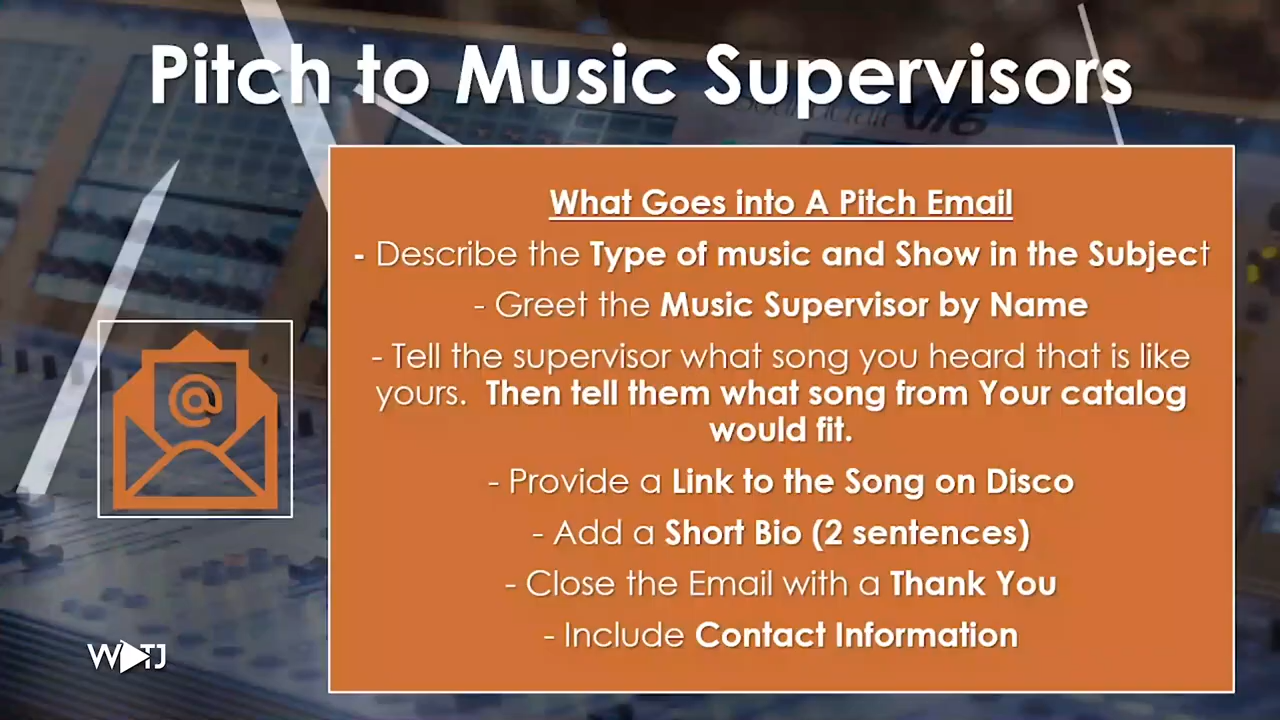 Pitch to Music Supervisors
Vi6
What Goes into A Pitch Email
- Describe the Type of music and Show in the Subject
- Greet the Music Supervisor by Name
- Tell the supervisor what song you heard that is like
yours. Then tell them what song from Your catalog
would fit.
- Provide a Link to the Song on Disco
- Add a Short Bio (2 sentences)
- Close the Email with a Thank You
- Include Contact Information
@